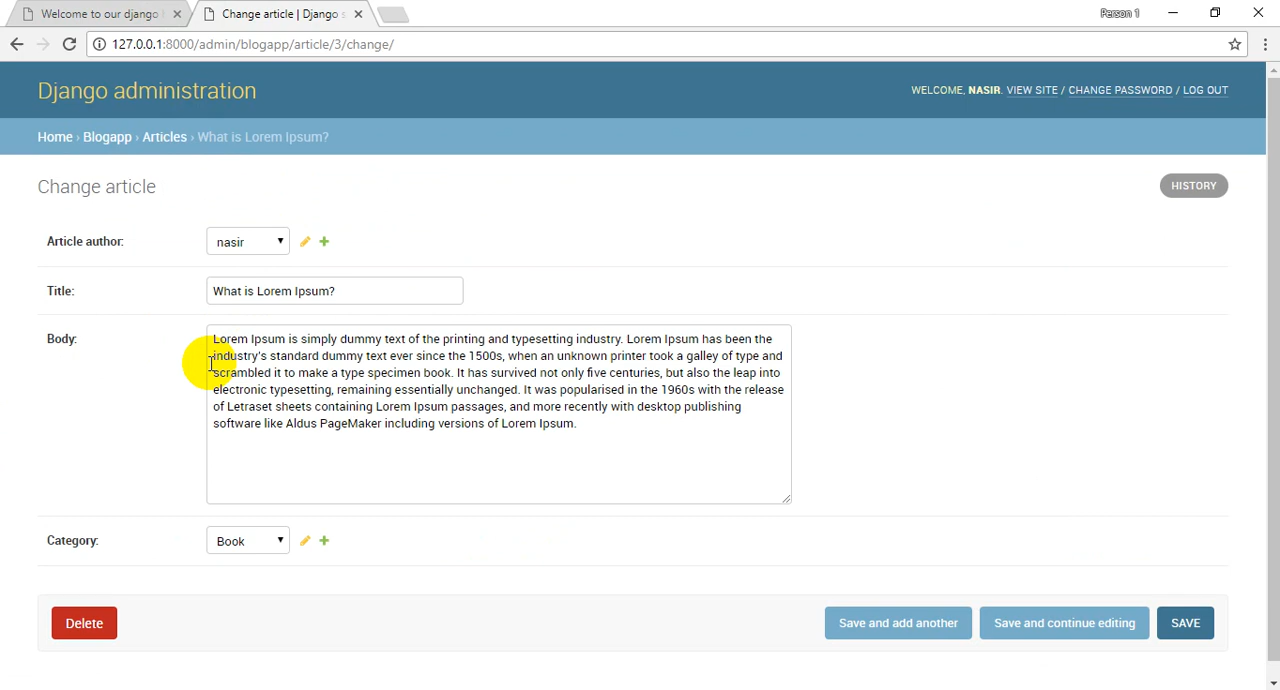 Welcome to our django
Change article | Django s
Person 1
127.0.0.1:8000/admin/blogapp/article/3/change/
Django administration
WELCOME, NASIR. VIEW SITE / CHANGE PASSWORD / LOG OUT
Home › Blogapp › Articles › What is Lorem Ipsum?
Change article
HISTORY
Article author:
nasir
Title:
What is Lorem Ipsum?
Body:
Lorem Ipsum is simply dummy text of the printing and typesetting industry. Lorem Ipsum has been the
industry's standard dummy text ever since the 1500s, when an unknown printer took a galley of type and
scrambled it to make a type specimen book. It has survived not only five centuries, but also the leap into
electronic typesetting, remaining essentially unchanged. It was popularised in the 1960s with the release
of Letraset sheets containing Lorem Ipsum passages, and more recently with desktop publishing
software like Aldus PageMaker including versions of Lorem Ipsum.
Category:
Book
Delete
Save and add another
Save and continue editing
SAVE